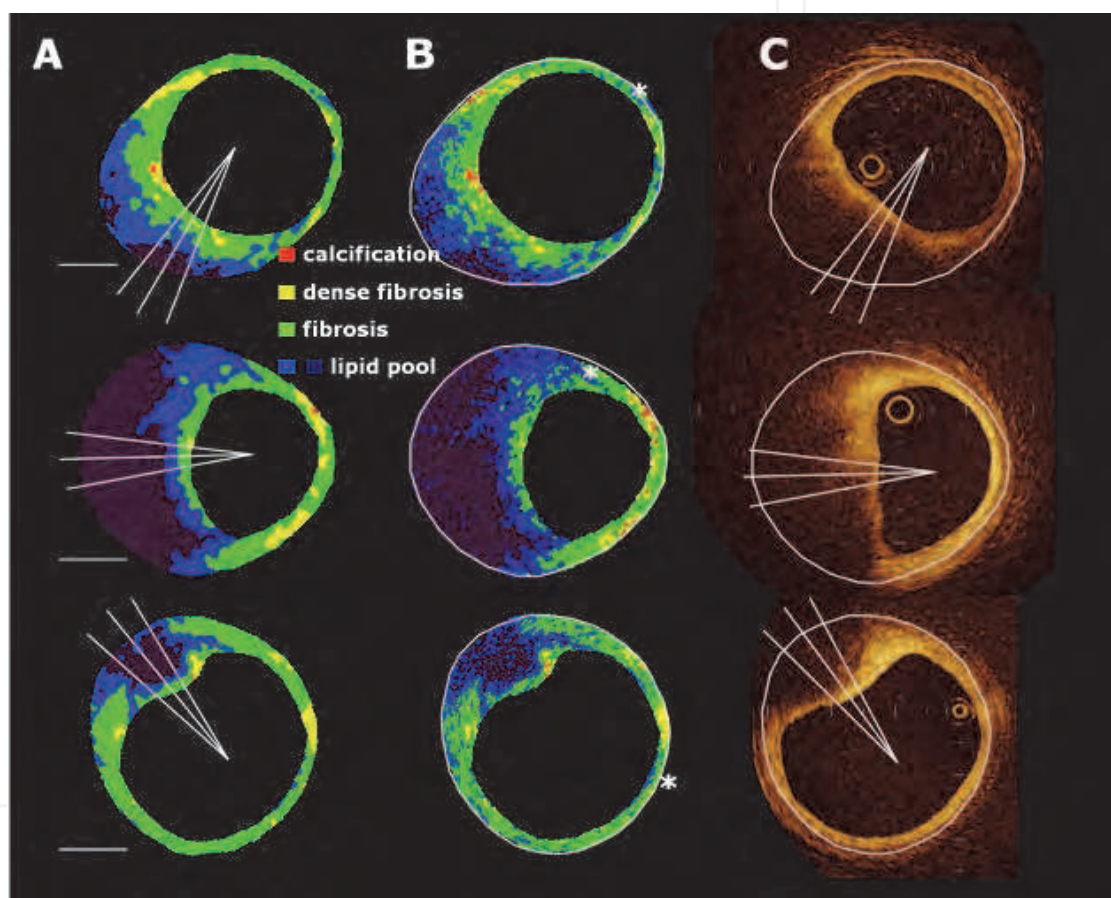 A B C
*
calcification
dense fibrosis
fibrosis
lipid pool
*
*